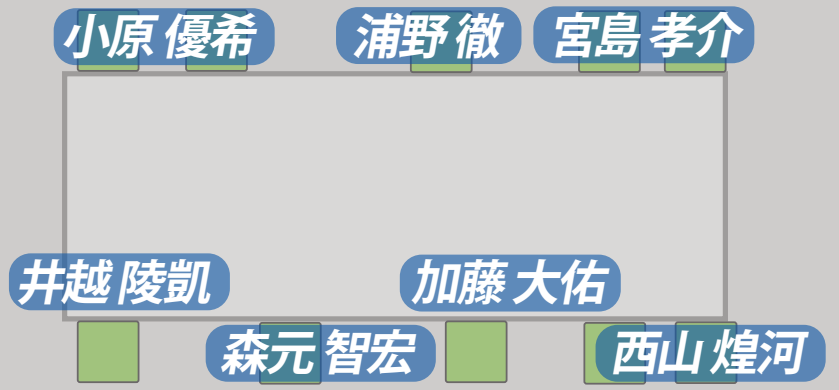 小原 優希
浦野 徹
宮島 孝介
井越 陵凱
加藤 大佑
森元 智宏
西山 煌河